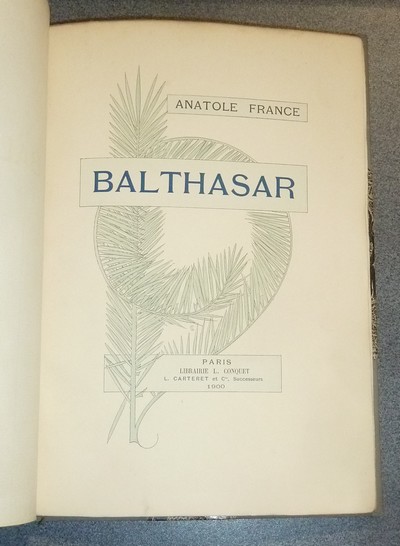 ANATOLE FRANCE
BALTHASAR
PARIS
LIBRAIRIE L. CONQUET
L. CARTERET et Cie, Successeurs
1900